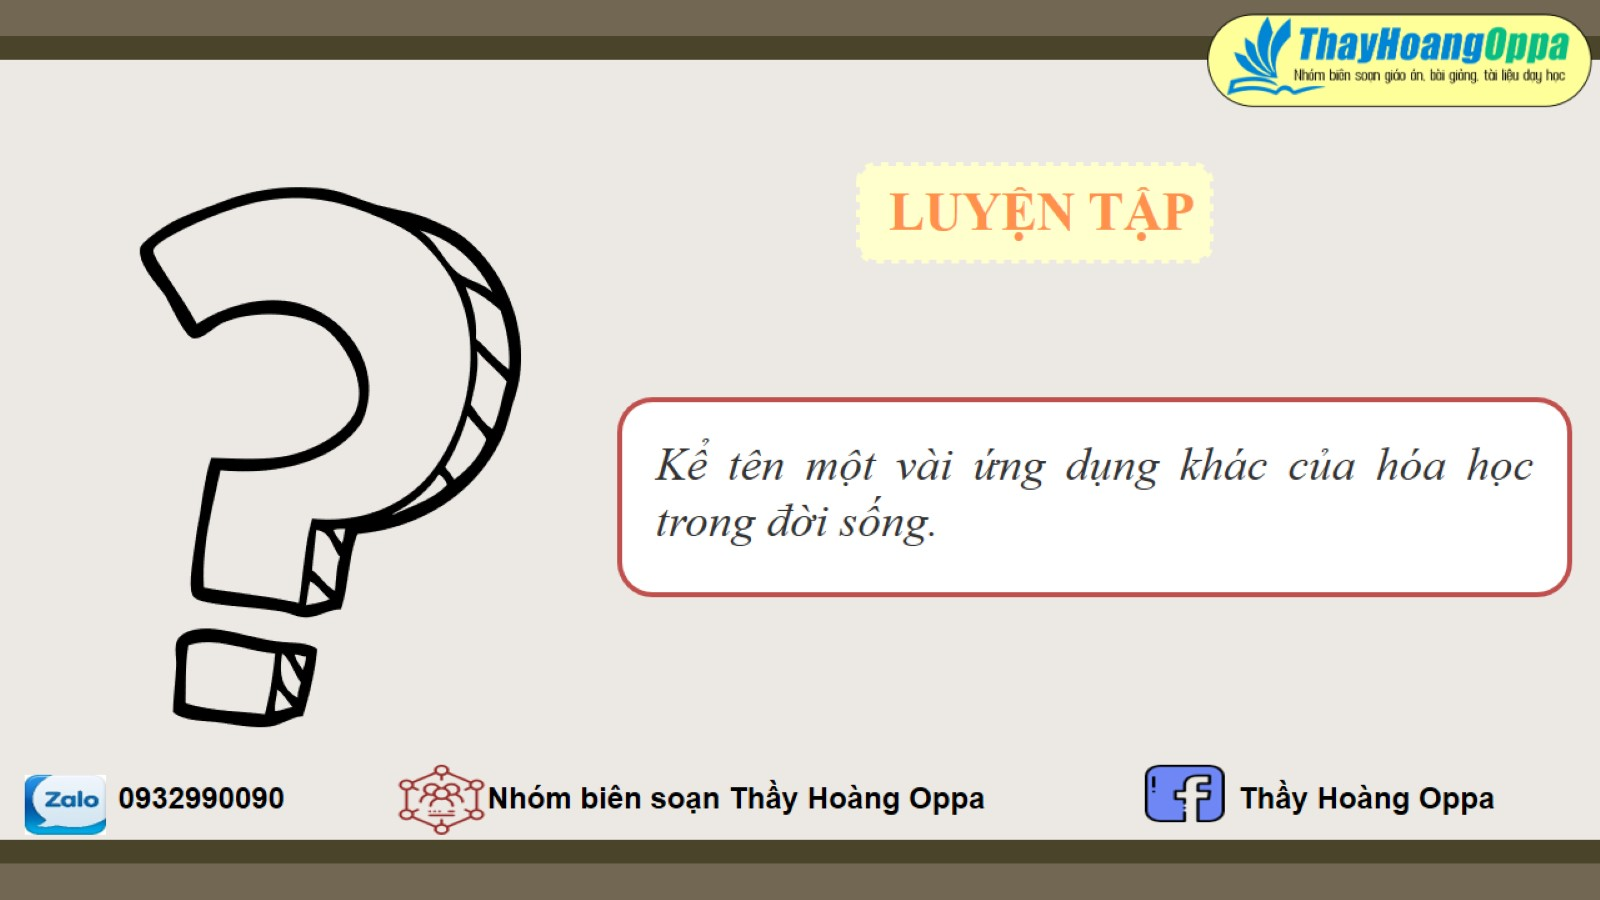 ThayHoangOppa
Nhóm biên soạn giáo án, bài giảng, tài liệu dạy học
LUYỆN TẬP
Kể tên một vài ứng dụng khác của hóa học
trong đời sống.
Zalo 0932990090
Nhóm biên soạn Thầy Hoàng Oppa
Thầy Hoàng Oppa